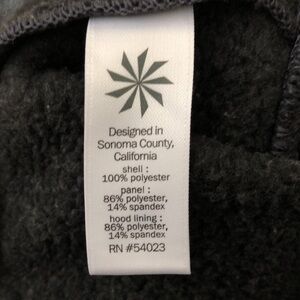 Designed in
Sonoma County,
California
shell :
100% polyester
panel :
86% polyester,
14% spandex
hood lining :
86% polyester,
14% spandex
RN #54023